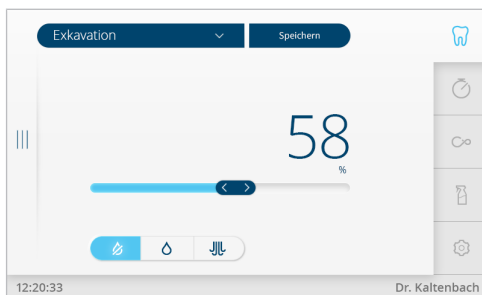 Exkavation
Speichern
58
%
12:20:33
Dr. Kaltenbach